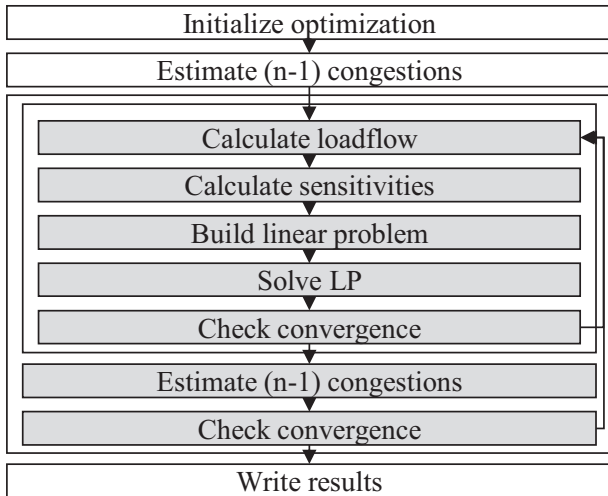 Initialize optimization
Estimate (n-1) congestions
Calculate loadflow
Calculate sensitivities
Build linear problem
Solve LP
Check convergence
Estimate (n-1) congestions
Check convergence
Write results